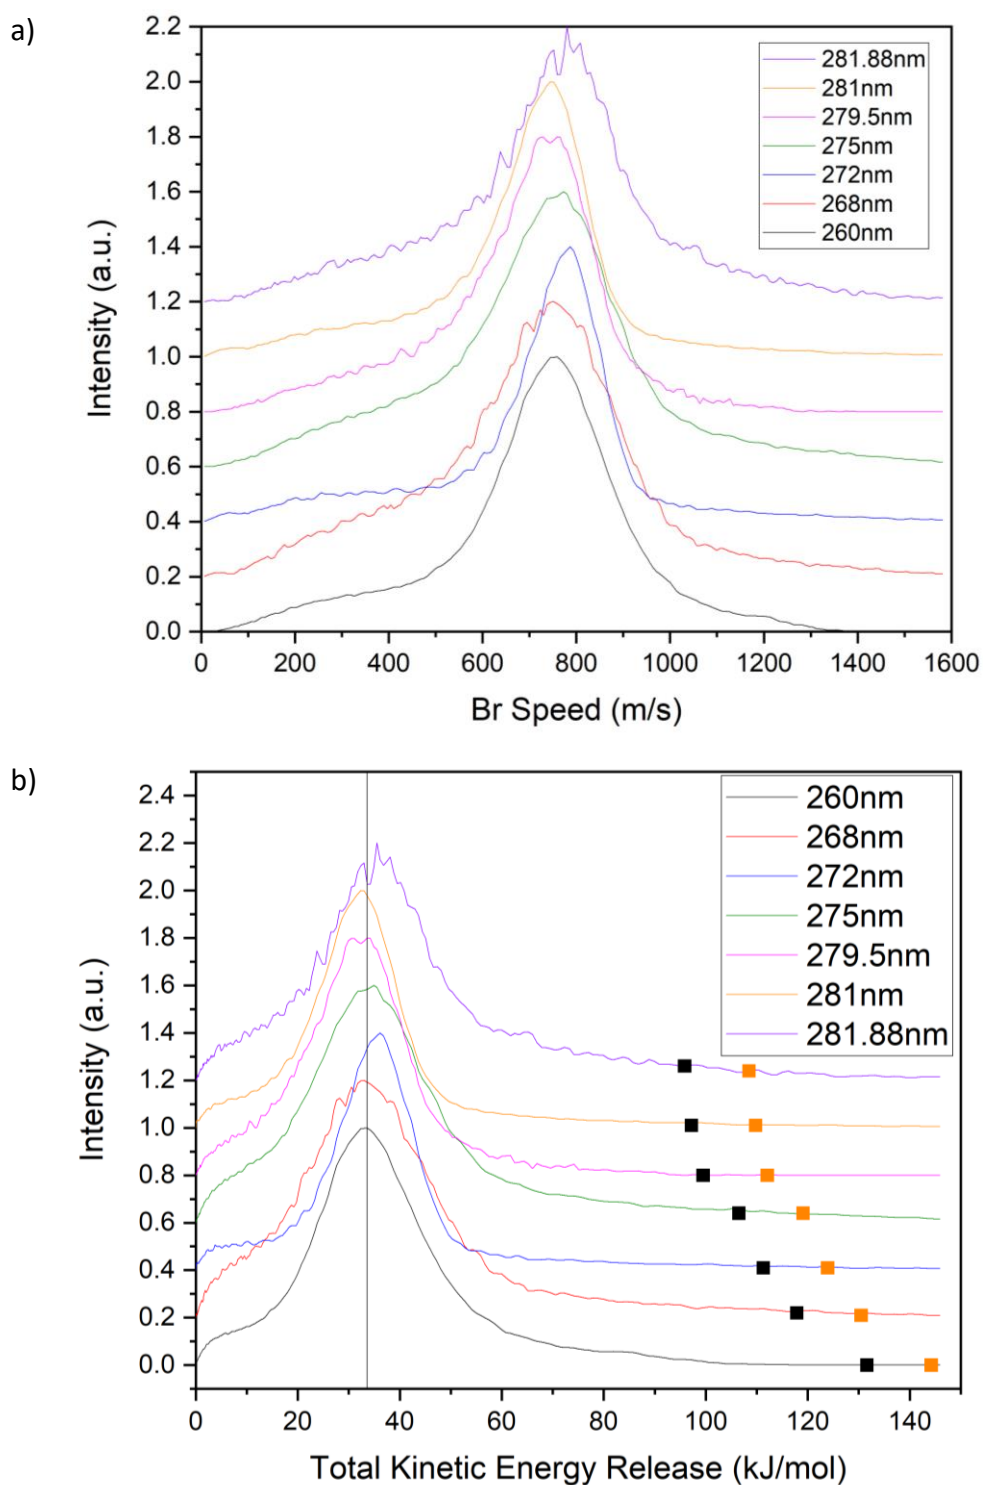 a)
2.2
2.0
1.8
1.6
1.4
1.2
1.0
0.8
0.6
0.4
0.2
0.0
Intensity (a.u.)
281.88nm
281nm
279.5nm
275nm
272nm
268nm
260nm
0 200 400 600 800 1000 1200 1400 1600
Br Speed (m/s)
b)
2.4
2.2
2.0
1.8
1.6
1.4
1.2
1.0
0.8
0.6
0.4
0.2
0.0
Intensity (a.u.)
260nm
268nm
272nm
275nm
279.5nm
281nm
281.88nm
0 20 40 60 80 100 120 140
Total Kinetic Energy Release (kJ/mol)